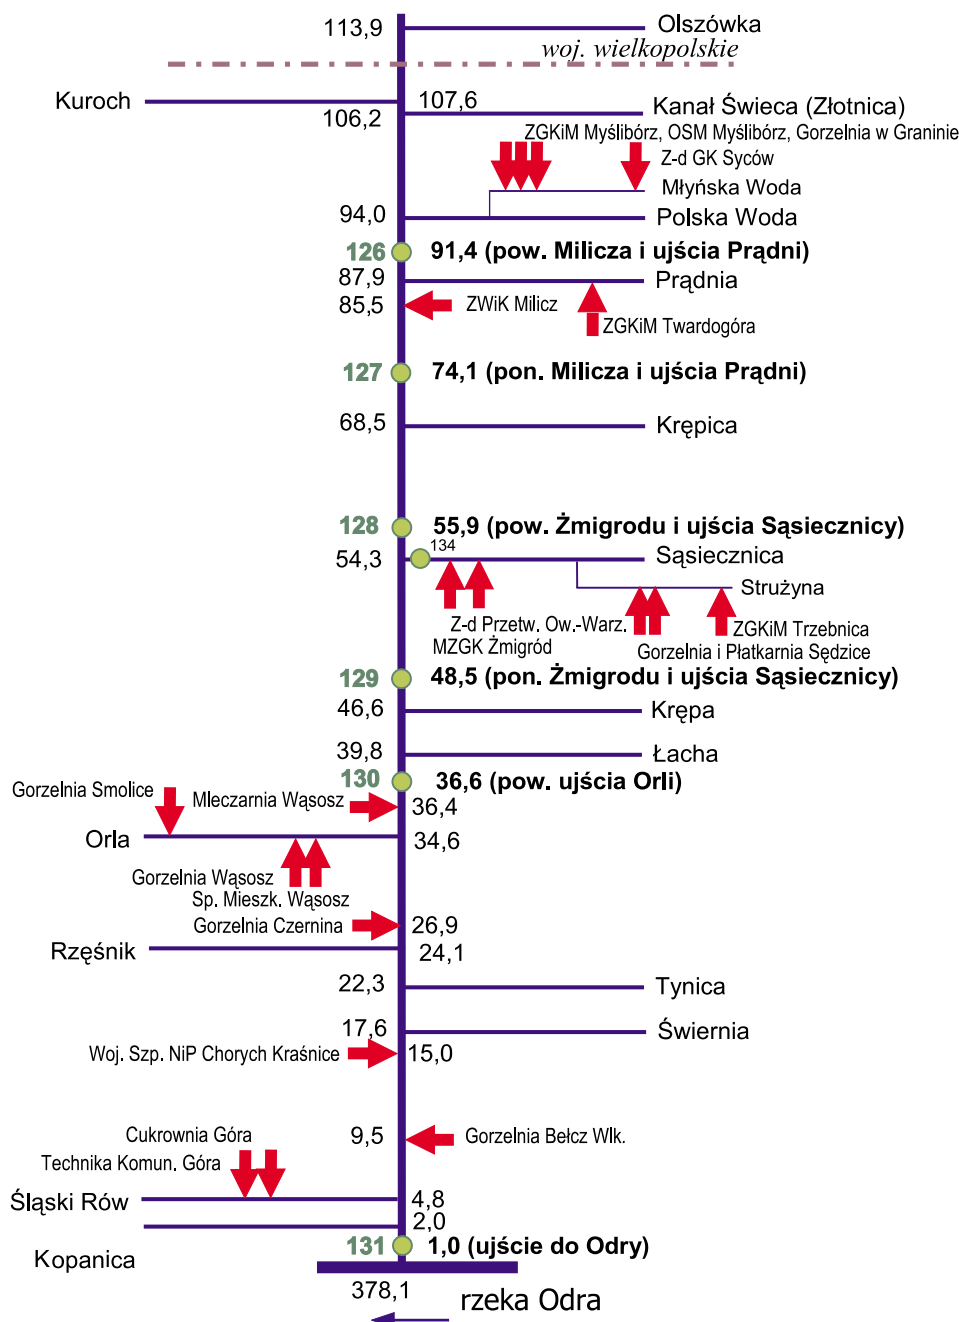 113,9
Olszówka
woj. wielkopolskie
Kuroch
107,6
106,2
Kanał Świeca (Złotnica)
ZGKiM Myślibórz, OSM Myślibórz, Gorzelnia w Graninie
Z-d GK Syców
Młyńska Woda
94,0
Polska Woda
126
91,4 (pow. Milicza i ujścia Prądni)
87,9
Prądnia
85,5
ZWiK Milicz
ZGKiM Twardogóra
127
74,1 (pon. Milicza i ujścia Prądni)
68,5
Krępica
128
55,9 (pow. Żmigrodu i ujścia Sąsiecznicy)
134
54,3
Sąsiecznica
Strużyna
Z-d Przetw. Ow.-Warz.
ZGKiM Trzebnica
MZGK Żmigród
Gorzelnia i Płatkarnia Sędzice
129
48,5 (pon. Żmigrodu i ujścia Sąsiecznicy)
46,6
Krępa
39,8
Łacha
130
36,6 (pow. ujścia Orli)
Gorzelnia Smolice
Mleczarnia Wąsosz
36,4
Orla
34,6
Gorzelnia Wąsosz
Sp. Mieszk. Wąsosz
Gorzelnia Czernina
26,9
Rzęśnik
24,1
22,3
Tynica
17,6
Świernia
Woj. Szp. NiP Chorych Kraśnice
15,0
Cukrownia Góra
9,5
Gorzelnia Bełcz Wlk.
Technika Komun. Góra
Śląski Rów
4,8
2,0
Kopanica
131
1,0 (ujście do Odry)
378,1
rzeka Odra